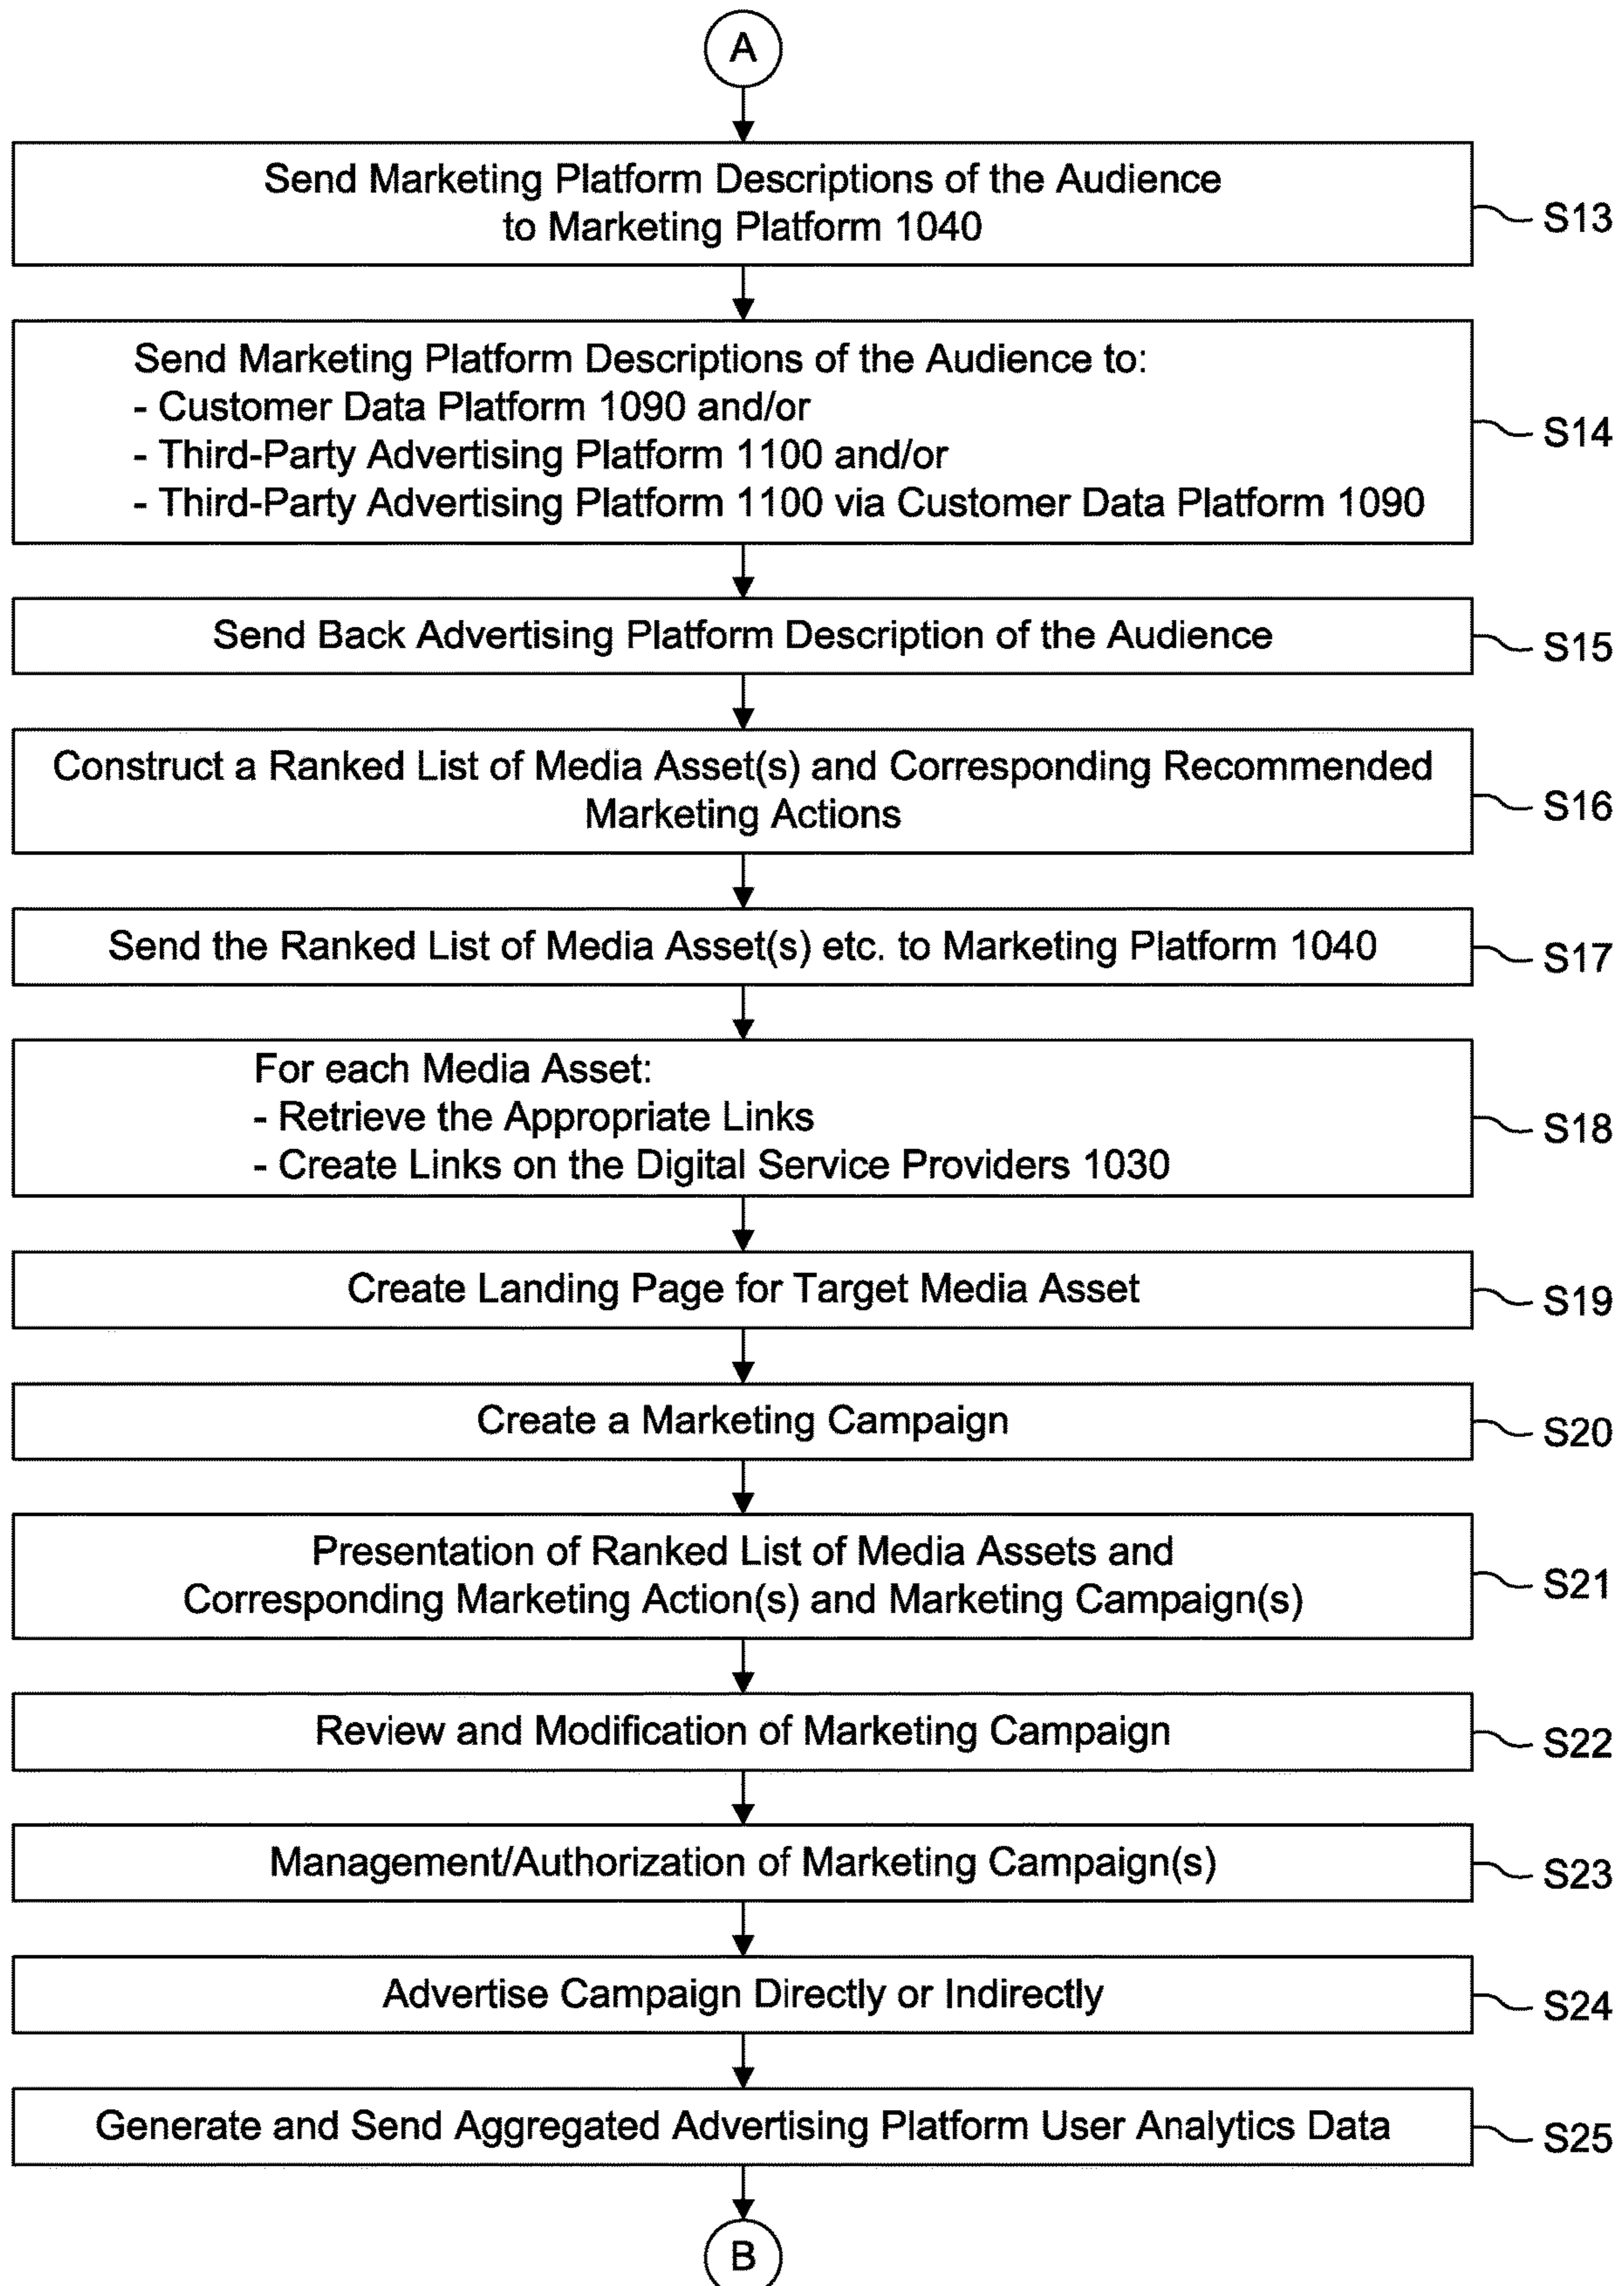 A
Send Marketing Platform Descriptions of the Audience
to Marketing Platform 1040
S13
Send Marketing Platform Descriptions of the Audience to:
- Customer Data Platform 1090 and/or
- Third-Party Advertising Platform 1100 and/or
- Third-Party Advertising Platform 1100 via Customer Data Platform 1090
S14
Send Back Advertising Platform Description of the Audience
S15
Construct a Ranked List of Media Asset(s) and Corresponding Recommended
Marketing Actions
S16
Send the Ranked List of Media Asset(s) etc. to Marketing Platform 1040
S17
For each Media Asset:
- Retrieve the Appropriate Links
- Create Links on the Digital Service Providers 1030
S18
Create Landing Page for Target Media Asset
S19
Create a Marketing Campaign
S20
Presentation of Ranked List of Media Assets and
Corresponding Marketing Action(s) and Marketing Campaign(s)
S21
Review and Modification of Marketing Campaign
S22
Management/Authorization of Marketing Campaign(s)
S23
Advertise Campaign Directly or Indirectly
S24
Generate and Send Aggregated Advertising Platform User Analytics Data
S25
B